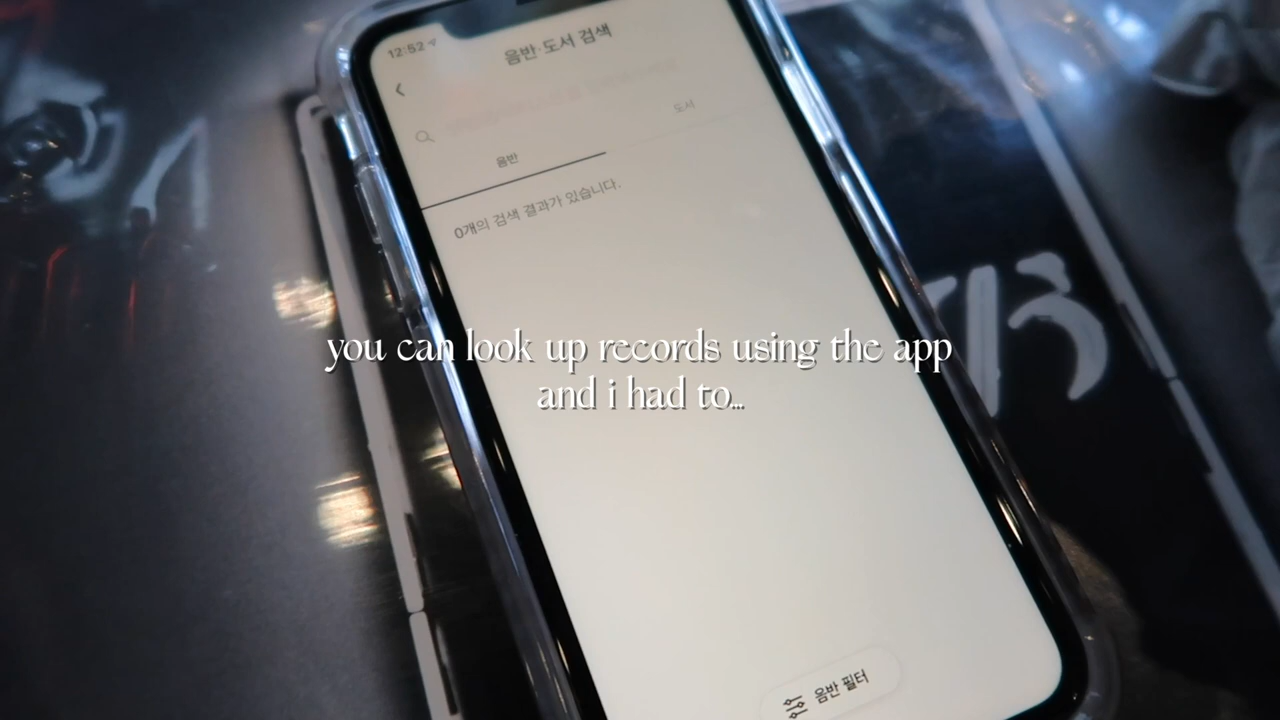 12:52
음반·도서 검색
음반
도서
0개의 검색 결과가 있습니다.
you can look up records using the app
and i had to...
음반 필터